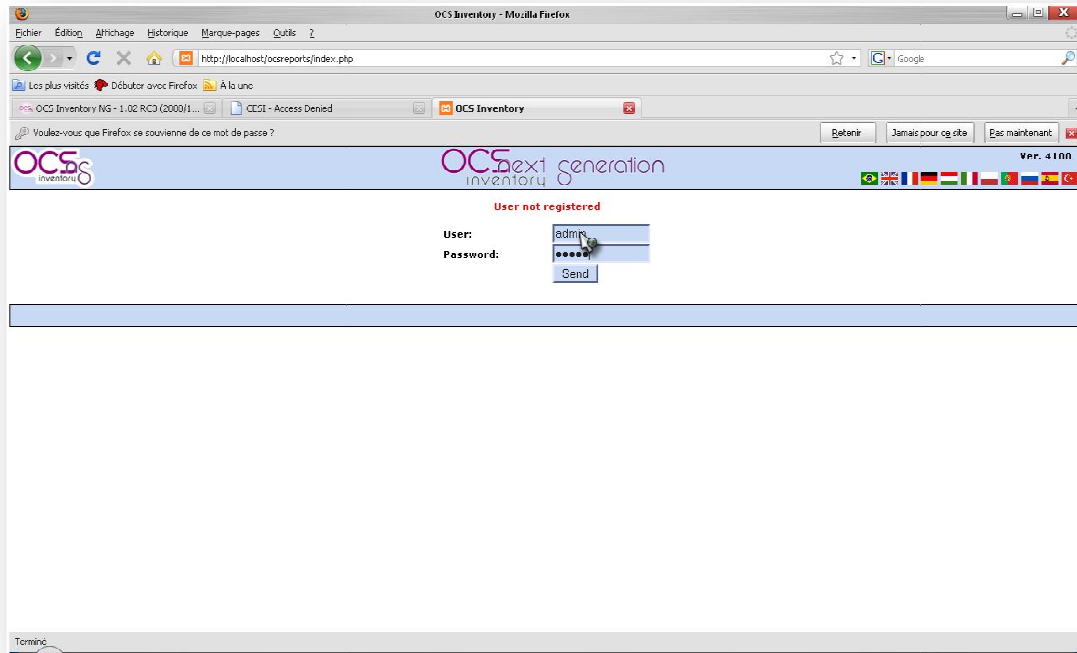 OCS Inventory - Mozilla Firefox
Fichier Édition Affichage Historique Marque-pages Outils ?
http://localhost/ocsreports/index.php
Google
Les plus visités Débuter avec Firefox À la une
OCS Inventory NG - 1.02 RC3 (2008/1... CESI - Access Denied OCS Inventory
Voulez-vous que Firefox se souvienne de ce mot de passe ? Retenir Jamais pour ce site Pas maintenant
OCS inventory NG
OCS inventory next generation
Ver. 4100
User not registered
User: admin
Password: •••••
Send
Terminé